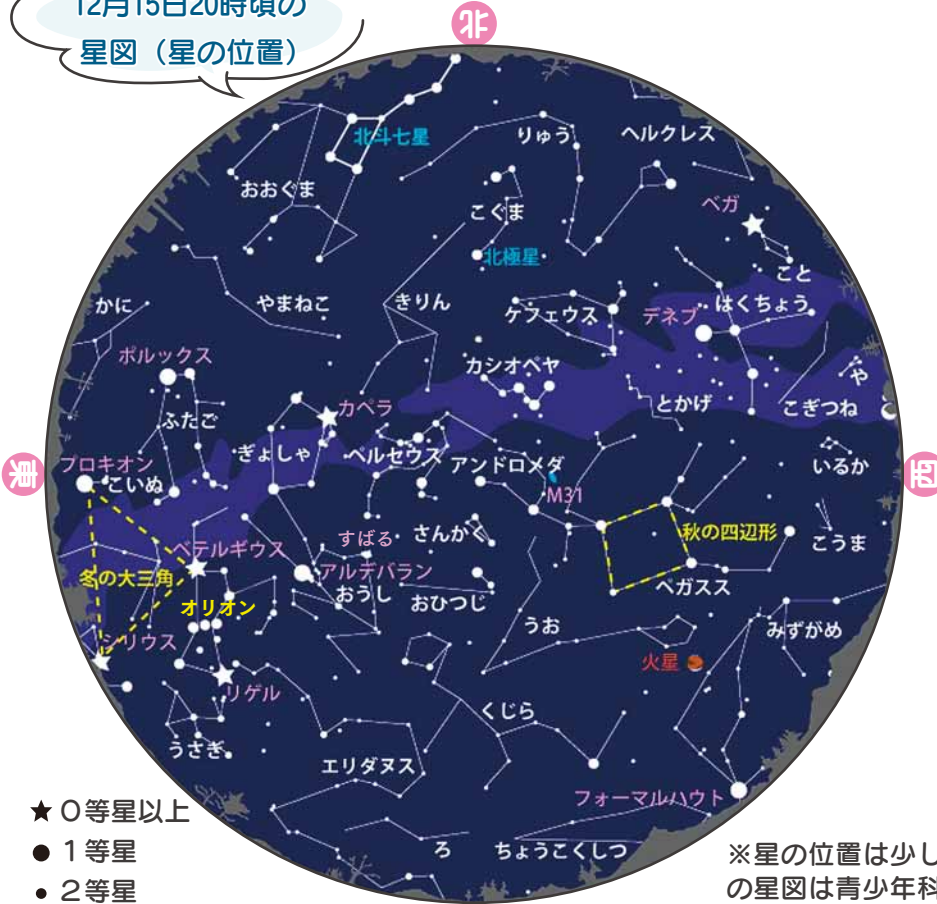 12月15日20時頃の
星図（星の位置）
北
北斗七星
りゅう
ヘルクレス
おおぐま
こぐま
ベガ
北極星
こと
かに
やまねこ
きりん
ケフェウス
デネブ
はくちょう
ポルックス
カシオペヤ
や
ふたご
カペラ
とかげ
こぎつね
東
プロキオン
こいぬ
ぎょしゃ
ペルセウス
アンドロメダ
M31
いるか
西
すばる
さんかく
秋の四辺形
こうま
ベテルギウス
アルデバラン
冬の大三角
おうし
おひつじ
ペガスス
オリオン
うお
みずがめ
シリウス
火星
リゲル
くじら
うさぎ
エリダヌス
フォーマルハウト
ろ
ちょうこくしつ
★ 0等星以上
● 1等星
• 2等星
※星の位置は少し
の星図は青少年科